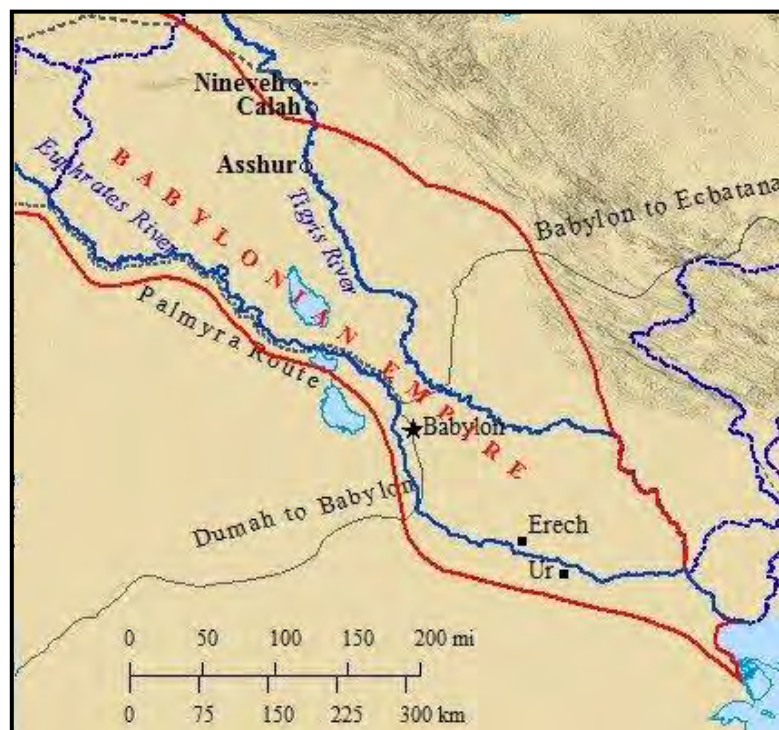 Nineveh
Calah
Asshur
Euphrates River
BABYLONIAN EMPIRE
Tigris River
Babylon to Ecbatana
Palmyra Route
Babylon
Dumah to Babylon
Erech
Ur
0 50 100 150 200 mi
0 75 150 225 300 km